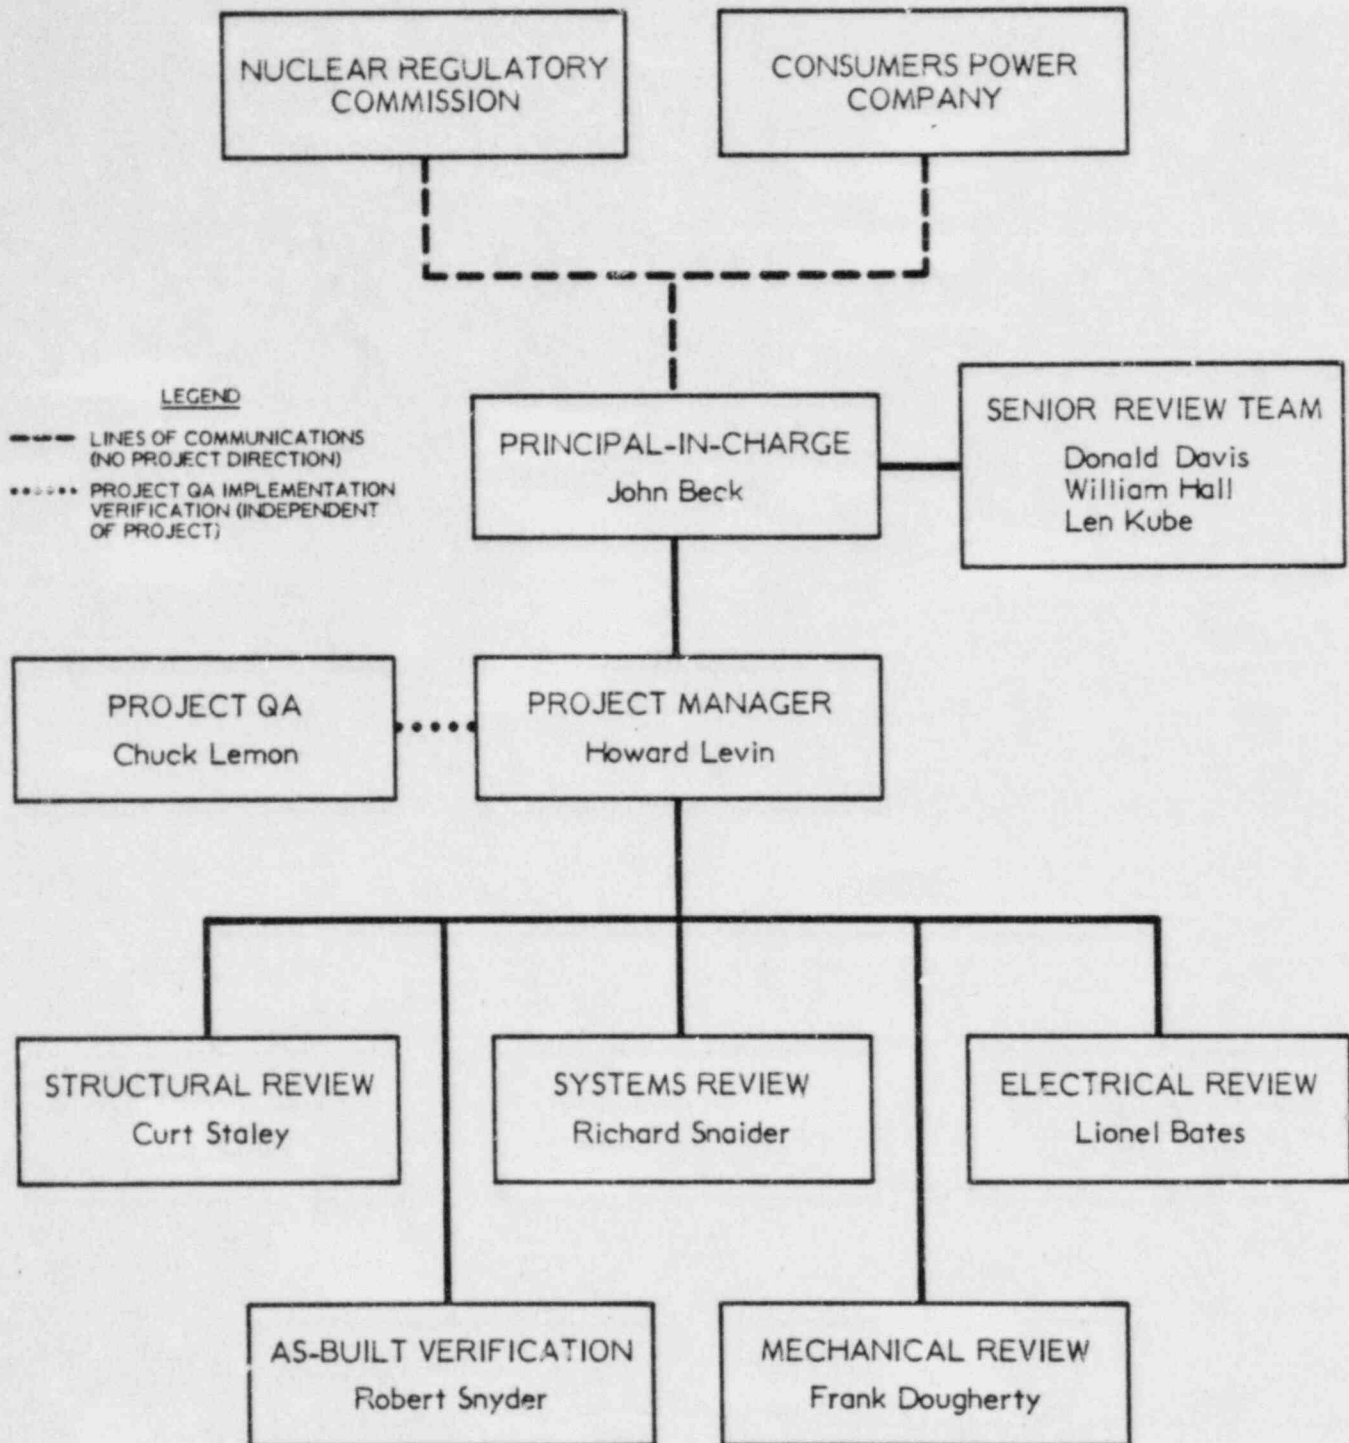 NUCLEAR REGULATORY
COMMISSION
CONSUMERS POWER
COMPANY
LEGEND
LINES OF COMMUNICATIONS
(NO PROJECT DIRECTION)
PROJECT QA IMPLEMENTATION
VERIFICATION (INDEPENDENT
OF PROJECT)
PRINCIPAL-IN-CHARGE
John Beck
SENIOR REVIEW TEAM
Donald Davis
William Hall
Len Kube
PROJECT QA
Chuck Lemon
PROJECT MANAGER
Howard Levin
STRUCTURAL REVIEW
Curt Staley
SYSTEMS REVIEW
Richard Snaider
ELECTRICAL REVIEW
Lionel Bates
AS-BUILT VERIFICATION
Robert Snyder
MECHANICAL REVIEW
Frank Dougherty